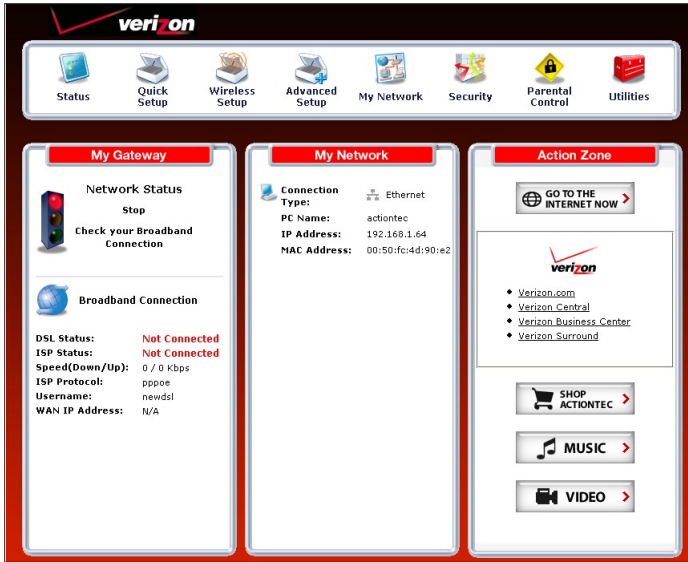 verizon
Status
Quick
Setup
Wireless
Setup
Advanced
Setup
My Network
Security
Parental
Control
Utilities
My Gateway
Network Status
Stop
Check your Broadband
Connection
Broadband Connection
DSL Status: Not Connected
ISP Status: Not Connected
Speed(Down/Up): 0 / 0 Kbps
ISP Protocol: pppoe
Username: newdsl
WAN IP Address: N/A
My Network
Connection
Type: Ethernet
PC Name: actiontec
IP Address: 192.168.1.64
MAC Address: 00:50:fc:4d:90:e2
Action Zone
GO TO THE
INTERNET NOW
verizon
Verizon.com
Verizon Central
Verizon Business Center
Verizon Surround
SHOP
ACTIONTEC
MUSIC
VIDEO